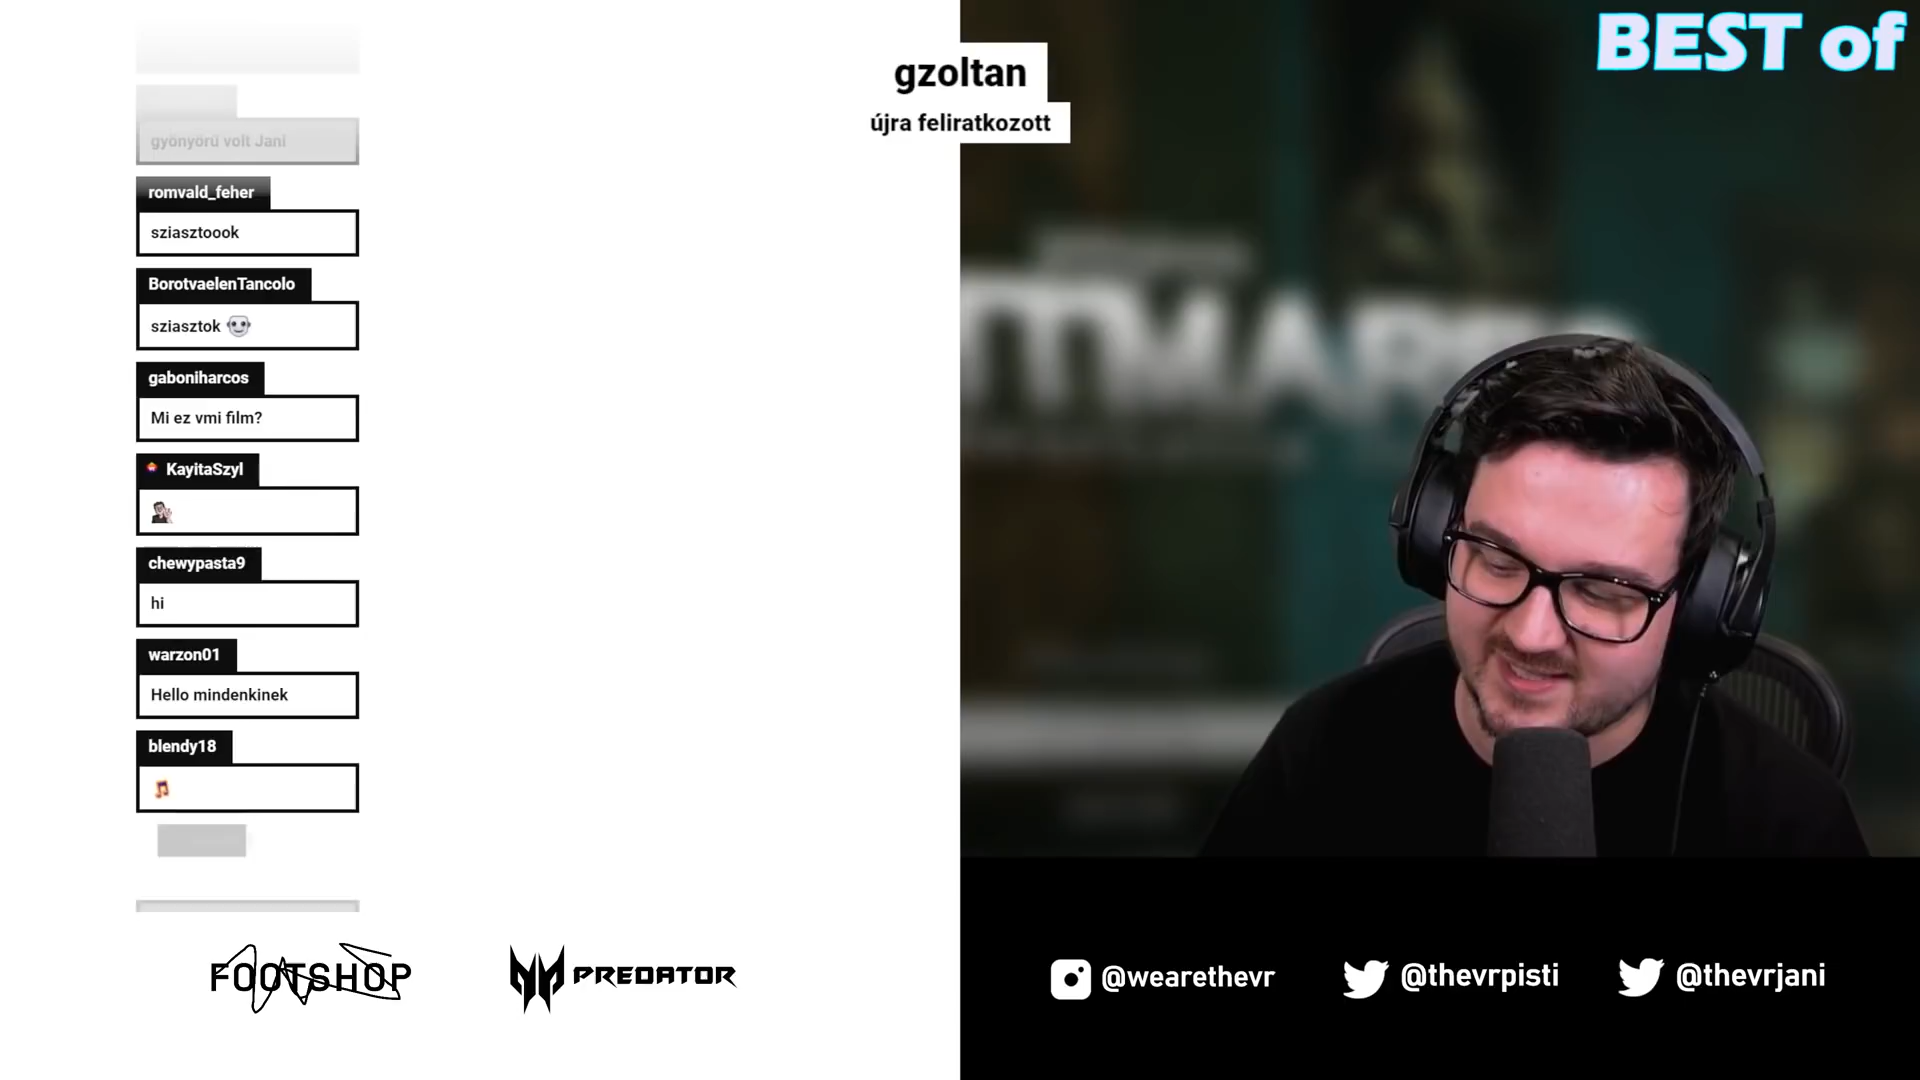 BEST of
gzoltan
újra feliratkozott
gyönyörű volt Jani
romvald_feher
sziasztoook
BorotvaelenTancolo
sziasztok
gaboniharcos
Mi ez vmi film?
KayitaSzyl
chewypasta9
hi
warzon01
Hello mindenkinek
blendy18
FOOTSHOP
PREDATOR
@wearethevr
@thevrpisti
@thevrjani